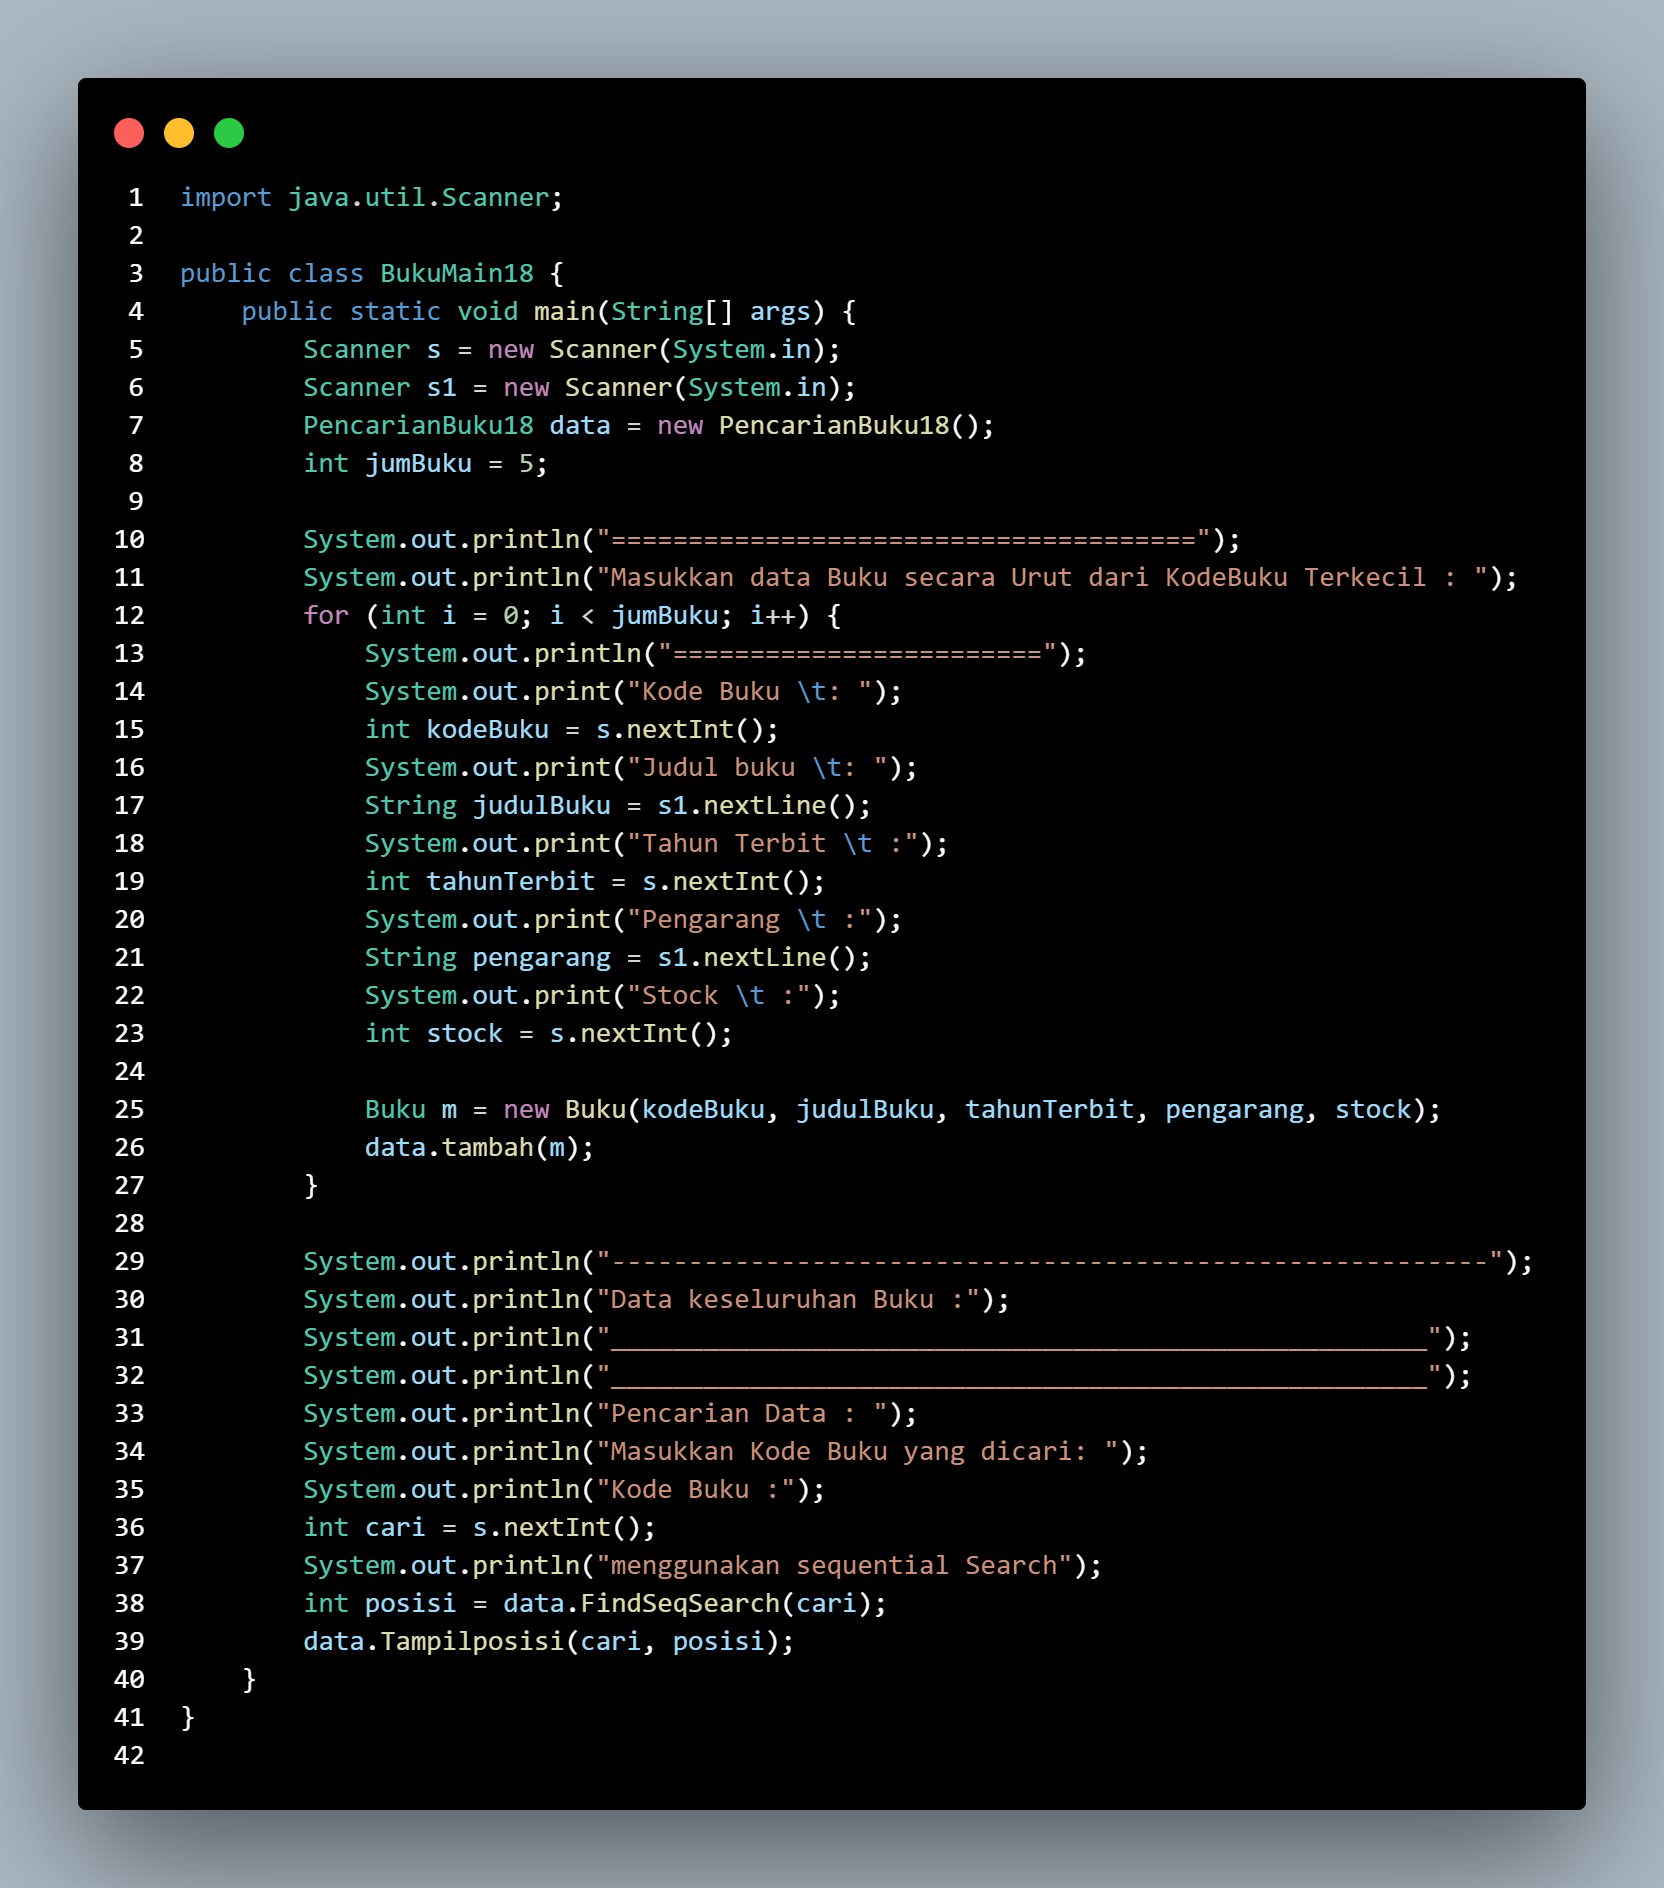 1 import java.util.Scanner;
2
3 public class BukuMain18 {
4     public static void main(String[] args) {
5         Scanner s = new Scanner(System.in);
6         Scanner s1 = new Scanner(System.in);
7         PencarianBuku18 data = new PencarianBuku18();
8         int jumBuku = 5;
9
10         System.out.println("======================================");
11         System.out.println("Masukkan data Buku secara Urut dari KodeBuku Terkecil : ");
12         for (int i = 0; i < jumBuku; i++) {
13             System.out.println("========================");
14             System.out.print("Kode Buku \t: ");
15             int kodeBuku = s.nextInt();
16             System.out.print("Judul buku \t: ");
17             String judulBuku = s1.nextLine();
18             System.out.print("Tahun Terbit \t :");
19             int tahunTerbit = s.nextInt();
20             System.out.print("Pengarang \t :");
21             String pengarang = s1.nextLine();
22             System.out.print("Stock \t :");
23             int stock = s.nextInt();
24
25             Buku m = new Buku(kodeBuku, judulBuku, tahunTerbit, pengarang, stock);
26             data.tambah(m);
27         }
28
29         System.out.println("---------------------------------------------------------");
30         System.out.println("Data keseluruhan Buku :");
31         System.out.println("_____________________________________________________");
32         System.out.println("_____________________________________________________");
33         System.out.println("Pencarian Data : ");
34         System.out.println("Masukkan Kode Buku yang dicari: ");
35         System.out.println("Kode Buku :");
36         int cari = s.nextInt();
37         System.out.println("menggunakan sequential Search");
38         int posisi = data.FindSeqSearch(cari);
39         data.Tampilposisi(cari, posisi);
40     }
41 }
42